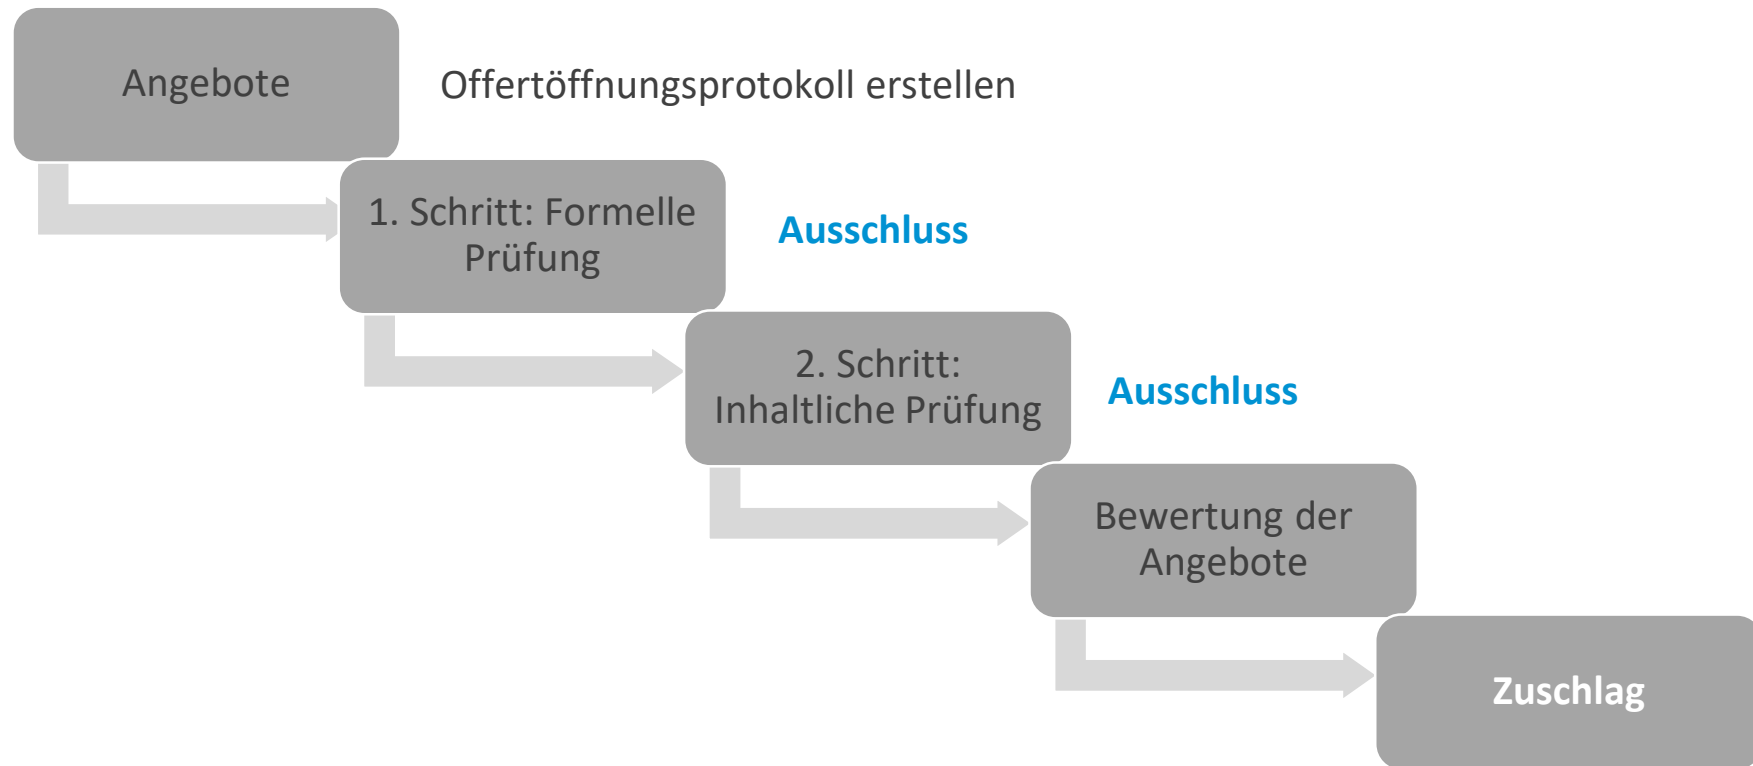 Angebote
Offertöffnungsprotokoll erstellen
1. Schritt: Formelle
Prüfung
Ausschluss
2. Schritt:
Inhaltliche Prüfung
Ausschluss
Bewertung der
Angebote
Zuschlag